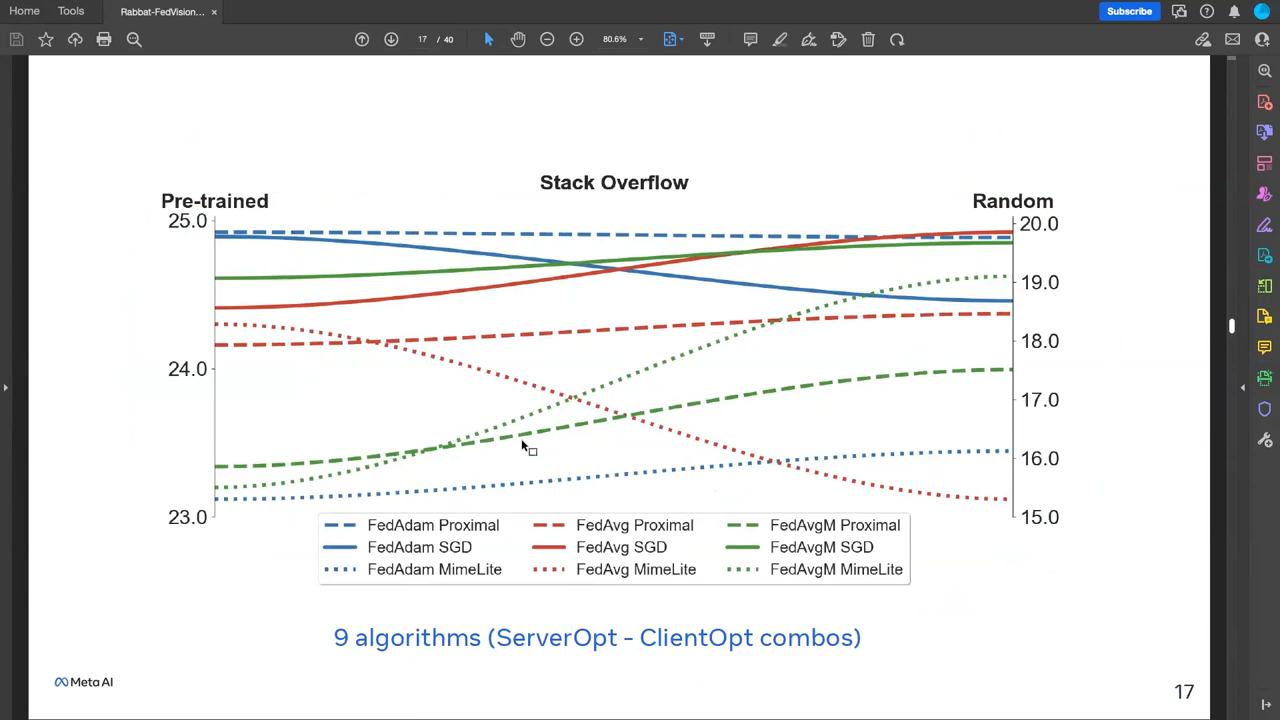 Home Tools Rabbat-FedVision... × Subscribe
17 / 40 80.6%
Stack Overflow
Pre-trained Random
25.0 20.0
19.0
18.0
24.0
17.0
16.0
23.0 15.0
FedAdam Proximal FedAvg Proximal FedAvgM Proximal
FedAdam SGD FedAvg SGD FedAvgM SGD
FedAdam MimeLite FedAvg MimeLite FedAvgM MimeLite
9 algorithms (ServerOpt - ClientOpt combos)
Meta AI
17